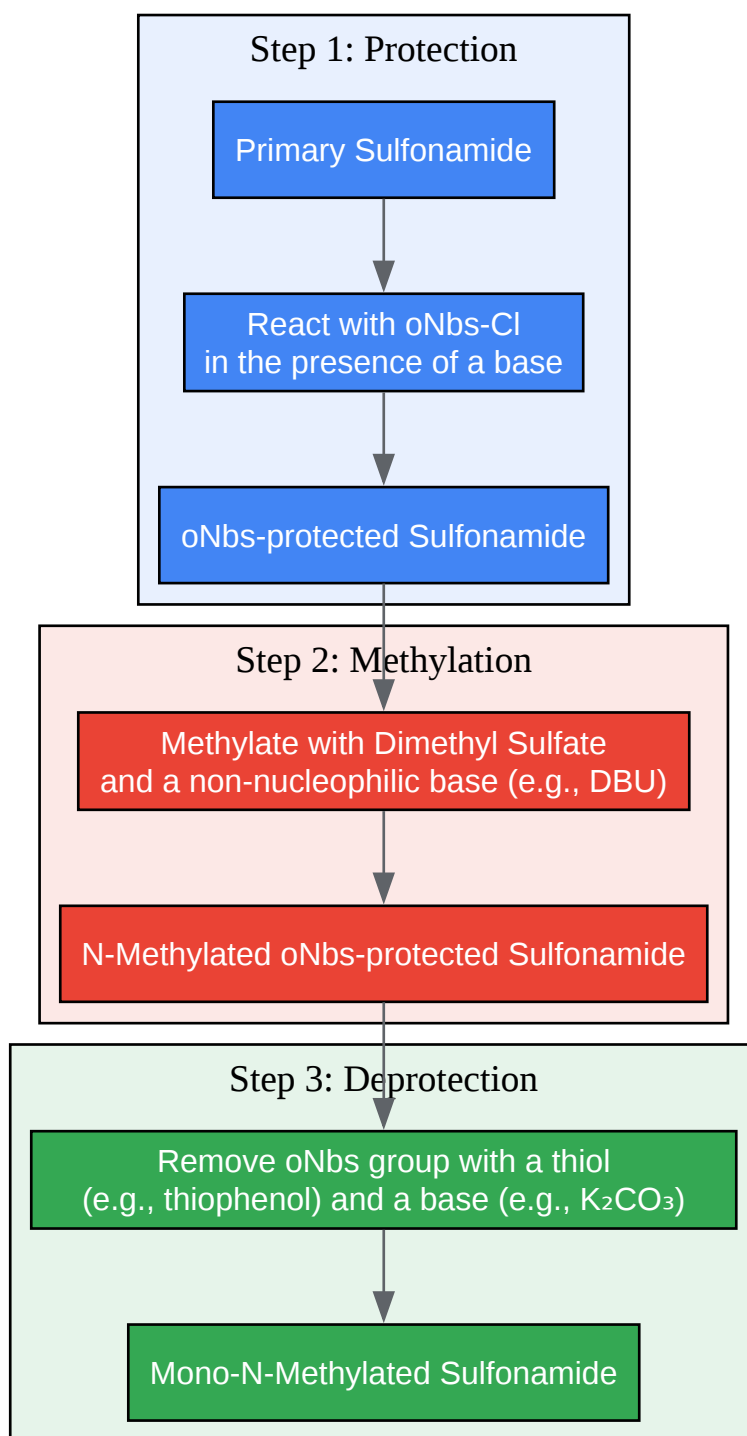 Step 1: Protection
Primary Sulfonamide
React with oNbs-Cl
in the presence of a base
oNbs-protected Sulfonamide
Step 2: Methylation
Methylate with Dimethyl Sulfate
and a non-nucleophilic base (e.g., DBU)
N-Methylated oNbs-protected Sulfonamide
Step 3: Deprotection
Remove oNbs group with a thiol
(e.g., thiophenol) and a base (e.g., K₂CO₃)
Mono-N-Methylated Sulfonamide